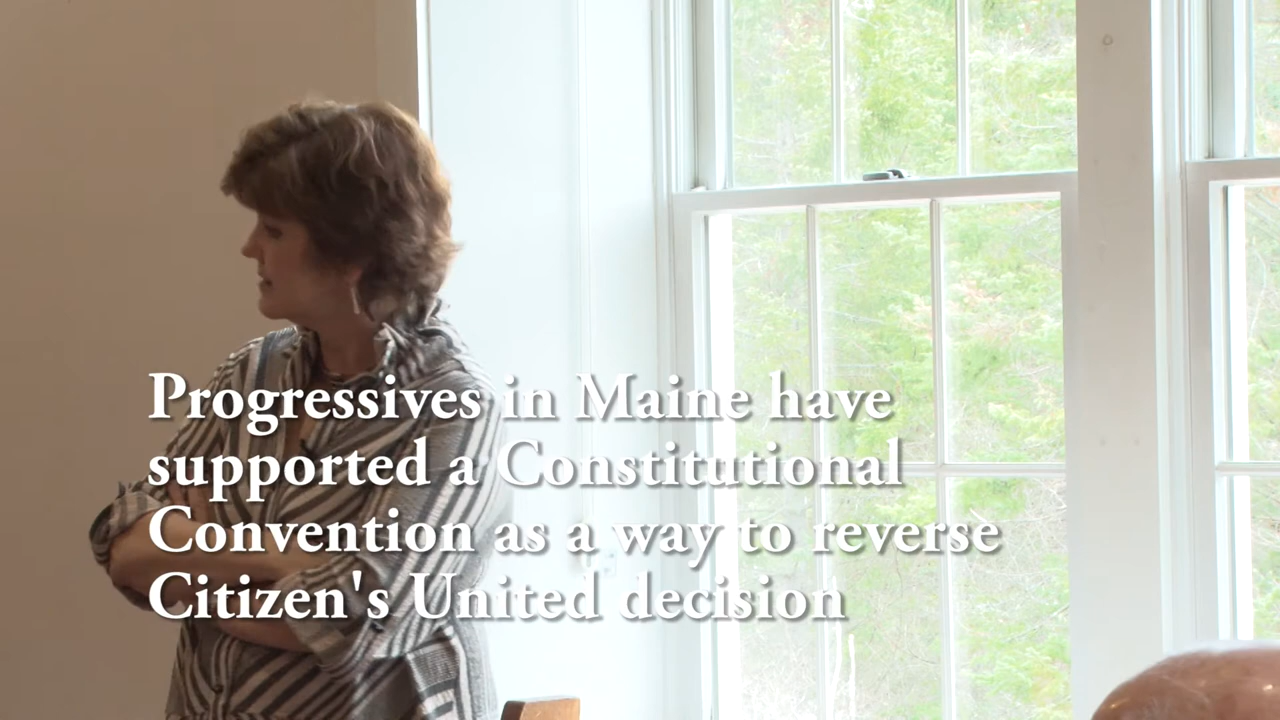 Progressives in Maine have
supported a Constitutional
Convention as a way to reverse
Citizen's United decision